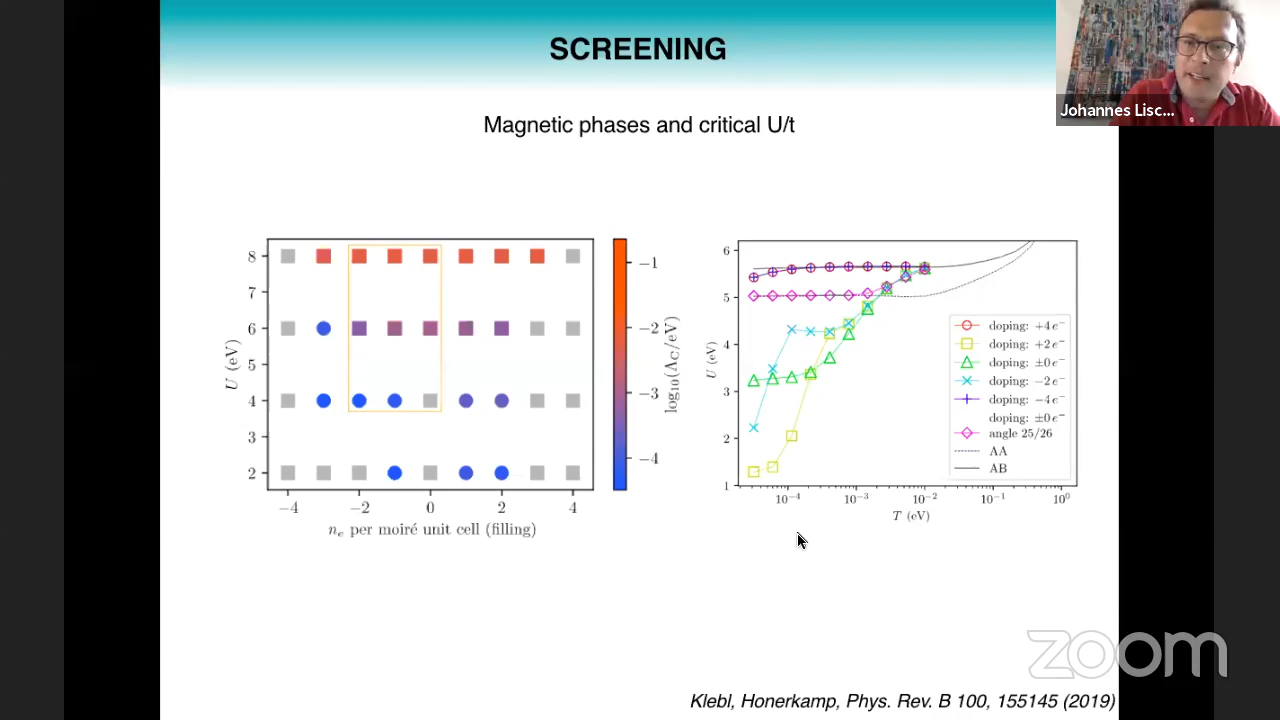 SCREENING
Johannes Lisc...
Magnetic phases and critical U/t
8
7
6
5
4
3
2
U (eV)
−4
−2
0
2
4
nₑ per moiré unit cell (filling)
−1
−2
−3
−4
log₁₀(Λ_C/eV)
6
5
4
3
2
1
U (eV)
10⁻⁴
10⁻³
10⁻²
10⁻¹
10⁰
T (eV)
doping: +4 e⁻
doping: +2 e⁻
doping: ±0 e⁻
doping: −2 e⁻
doping: −4 e⁻
doping: ±0 e⁻
angle 25/26
AA
AB
zoom
Klebl, Honerkamp, Phys. Rev. B 100, 155145 (2019)